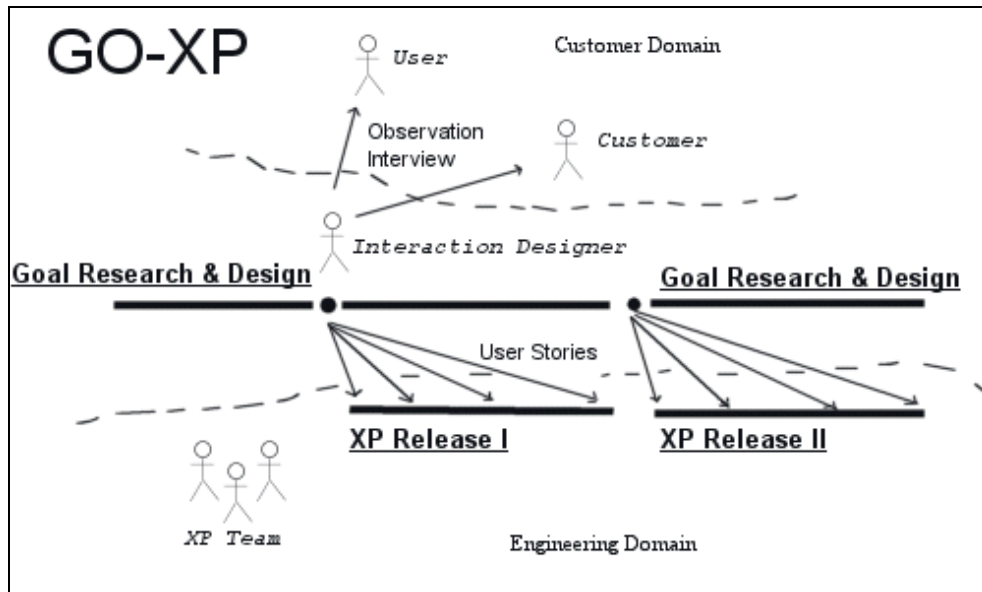 GO-XP
User
Customer Domain
Observation
Interview
Customer
Interaction Designer
Goal Research & Design
Goal Research & Design
User Stories
XP Release I
XP Release II
XP Team
Engineering Domain